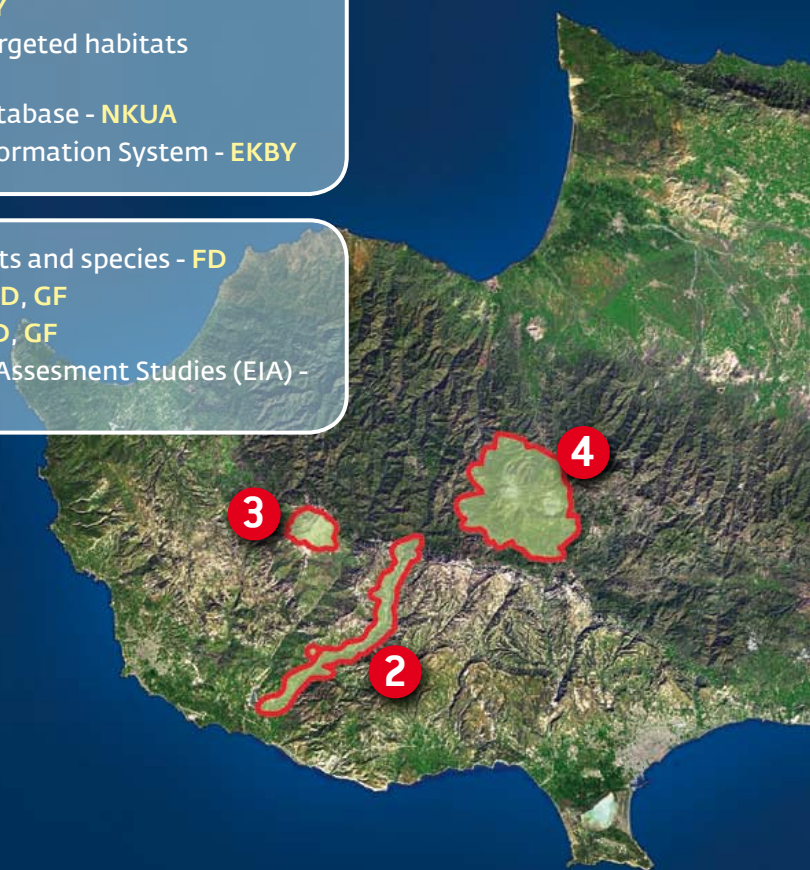 rgeted habitats
tabase - NKUA
ormation System - EKBY
ts and species - FD
D, GF
D, GF
Assesment Studies (EIA) -
4
3
2